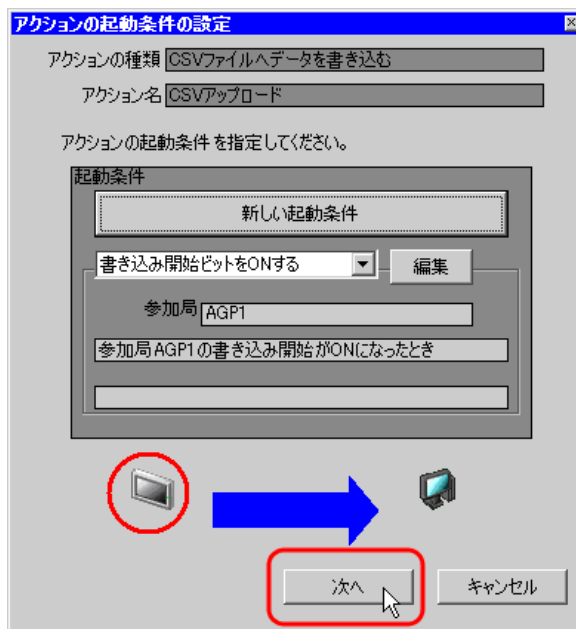 アクションの起動条件の設定
アクションの種類 CSVファイルへデータを書き込む
アクション名 CSVアップロード
アクションの起動条件を指定してください。
起動条件
新しい起動条件
書き込み開始ビットをONする 編集
参加局 AGP1
参加局AGP1の書き込み開始がONになったとき
次へ キャンセル